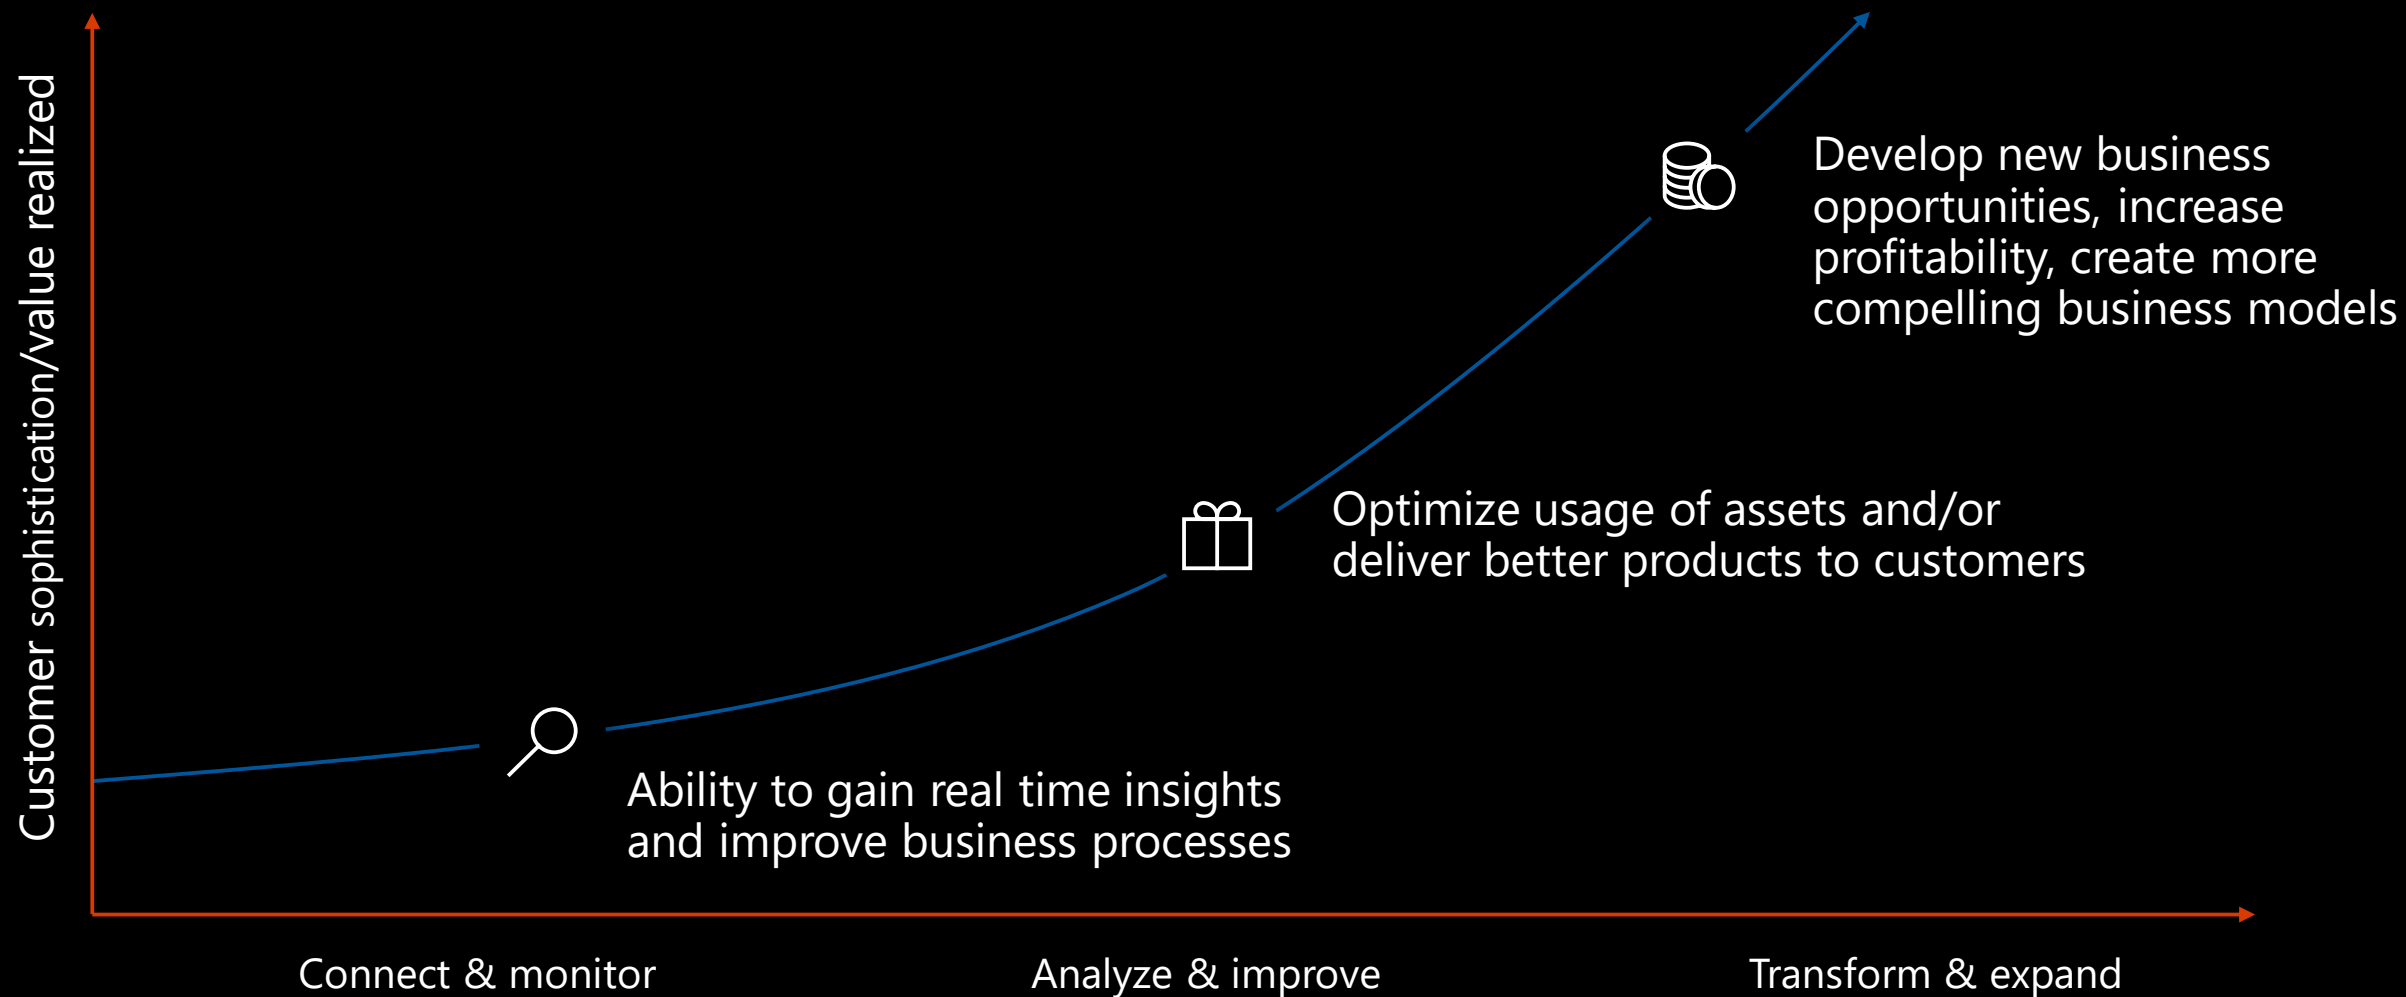 Customer sophistication/value realized
Develop new business
opportunities, increase
profitability, create more
compelling business models
Optimize usage of assets and/or
deliver better products to customers
Ability to gain real time insights
and improve business processes
Connect & monitor
Analyze & improve
Transform & expand